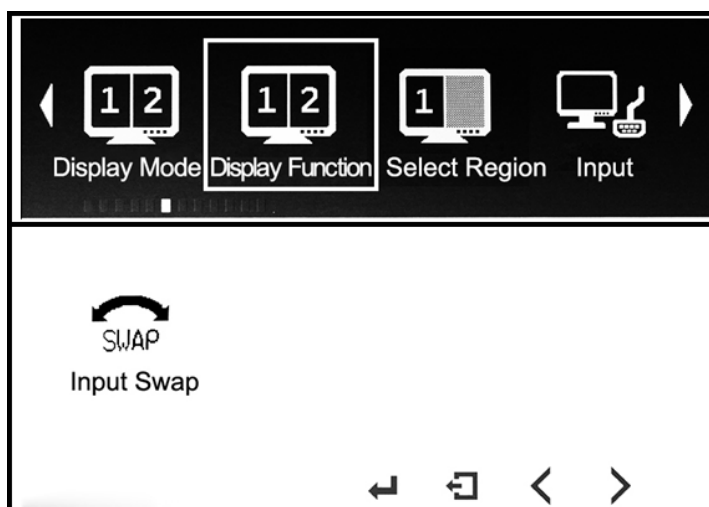 1 2
1 2
1
Display Mode
Display Function
Select Region
Input
SWAP
Input Swap